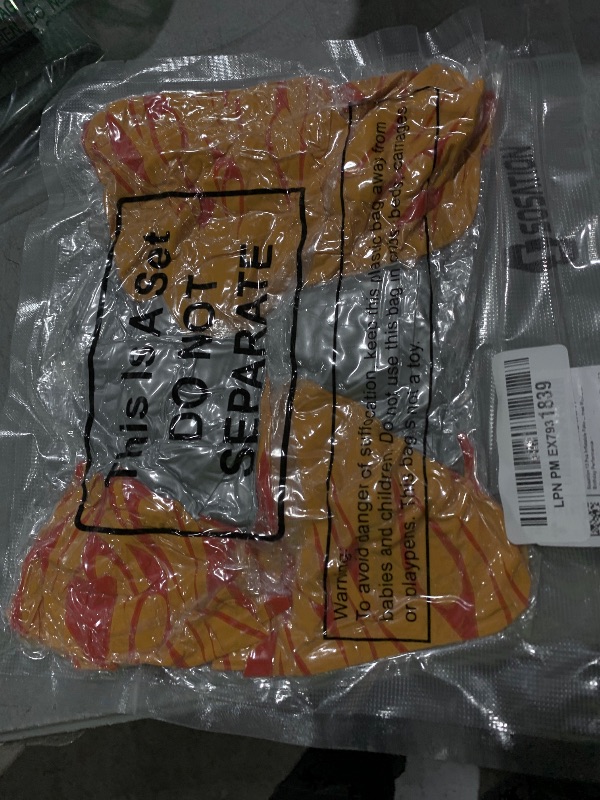 This Is A Set
DO NOT
SEPARATE
Warning:
To avoid danger of suffocation, keep this plastic bag away from
babies and children. Do not use this bag in cribs, beds, carriages
or playpens. This bag is not a toy.
SOSATION
LPN PM EX7931839